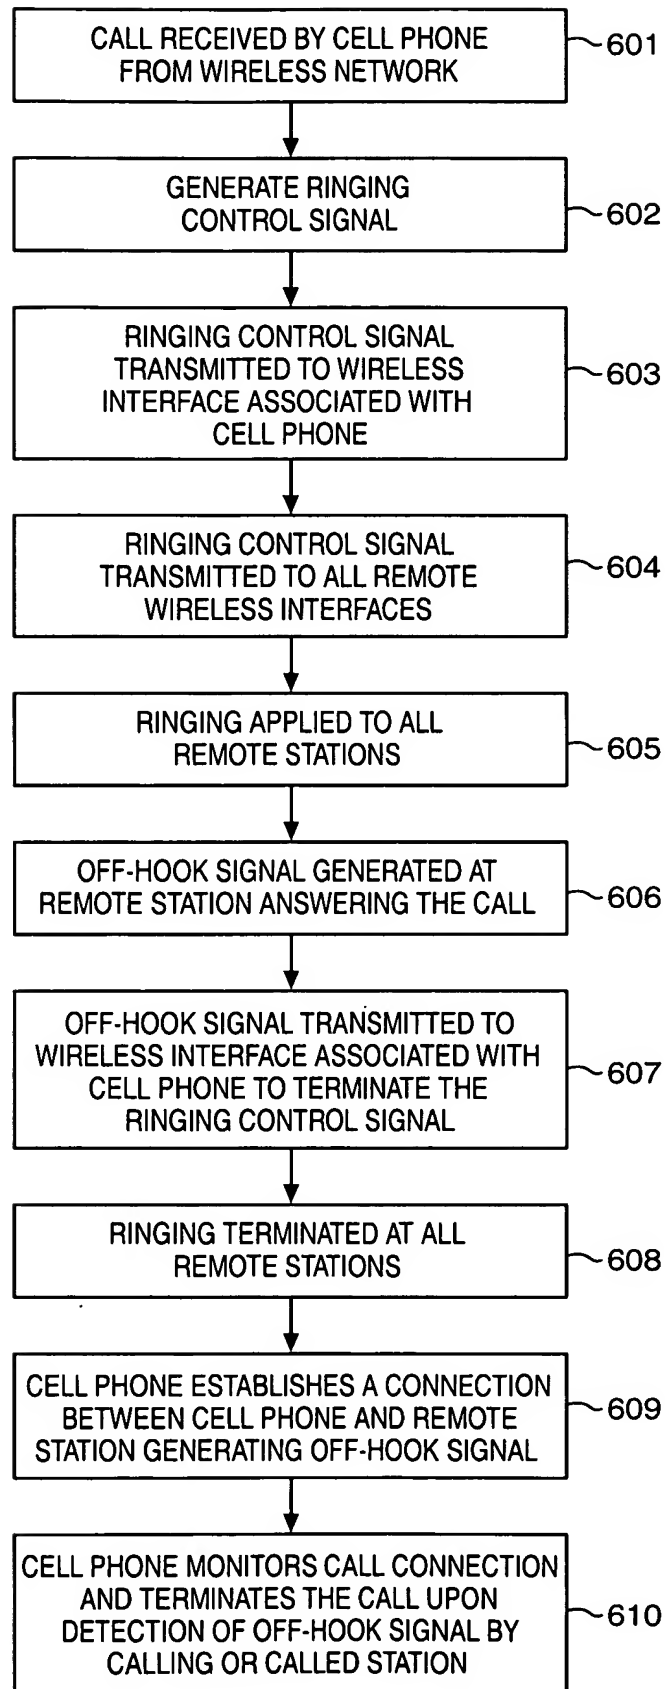 CALL RECEIVED BY CELL PHONE
FROM WIRELESS NETWORK
601
GENERATE RINGING
CONTROL SIGNAL
602
RINGING CONTROL SIGNAL
TRANSMITTED TO WIRELESS
INTERFACE ASSOCIATED WITH
CELL PHONE
603
RINGING CONTROL SIGNAL
TRANSMITTED TO ALL REMOTE
WIRELESS INTERFACES
604
RINGING APPLIED TO ALL
REMOTE STATIONS
605
OFF-HOOK SIGNAL GENERATED AT
REMOTE STATION ANSWERING THE CALL
606
OFF-HOOK SIGNAL TRANSMITTED TO
WIRELESS INTERFACE ASSOCIATED WITH
CELL PHONE TO TERMINATE THE
RINGING CONTROL SIGNAL
607
RINGING TERMINATED AT ALL
REMOTE STATIONS
608
CELL PHONE ESTABLISHES A CONNECTION
BETWEEN CELL PHONE AND REMOTE
STATION GENERATING OFF-HOOK SIGNAL
609
CELL PHONE MONITORS CALL CONNECTION
AND TERMINATES THE CALL UPON
DETECTION OF OFF-HOOK SIGNAL BY
CALLING OR CALLED STATION
610